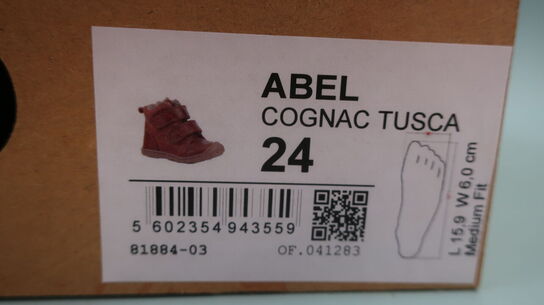 ABEL
COGNAC TUSCA
24
5 602354 943559
81884-03
OF.041283
L 15,9 W 6,0 cm
Medium Fit